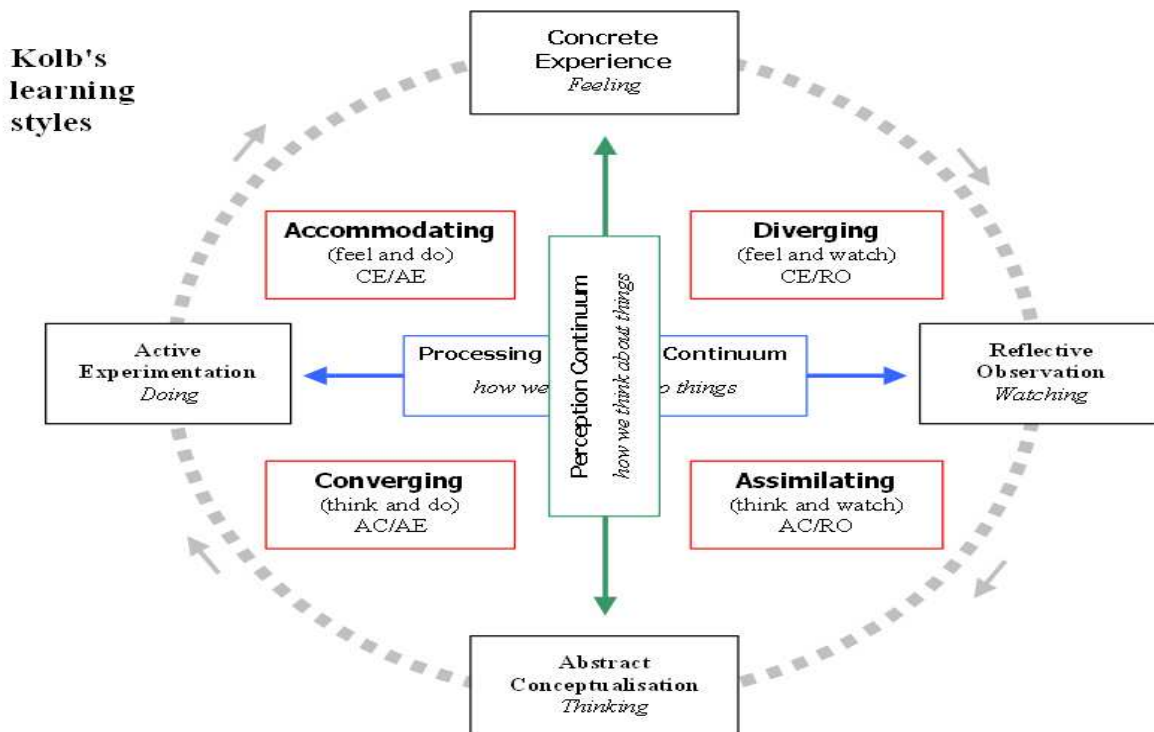 Kolb's
learning
styles
Concrete
Experience
Feeling
Accommodating
(feel and do)
CE/AE
Diverging
(feel and watch)
CE/RO
Active
Experimentation
Doing
Processing Continuum
how we things
Perception Continuum
how we think about things
Reflective
Observation
Watching
Converging
(think and do)
AC/AE
Assimilating
(think and watch)
AC/RO
Abstract
Conceptualisation
Thinking